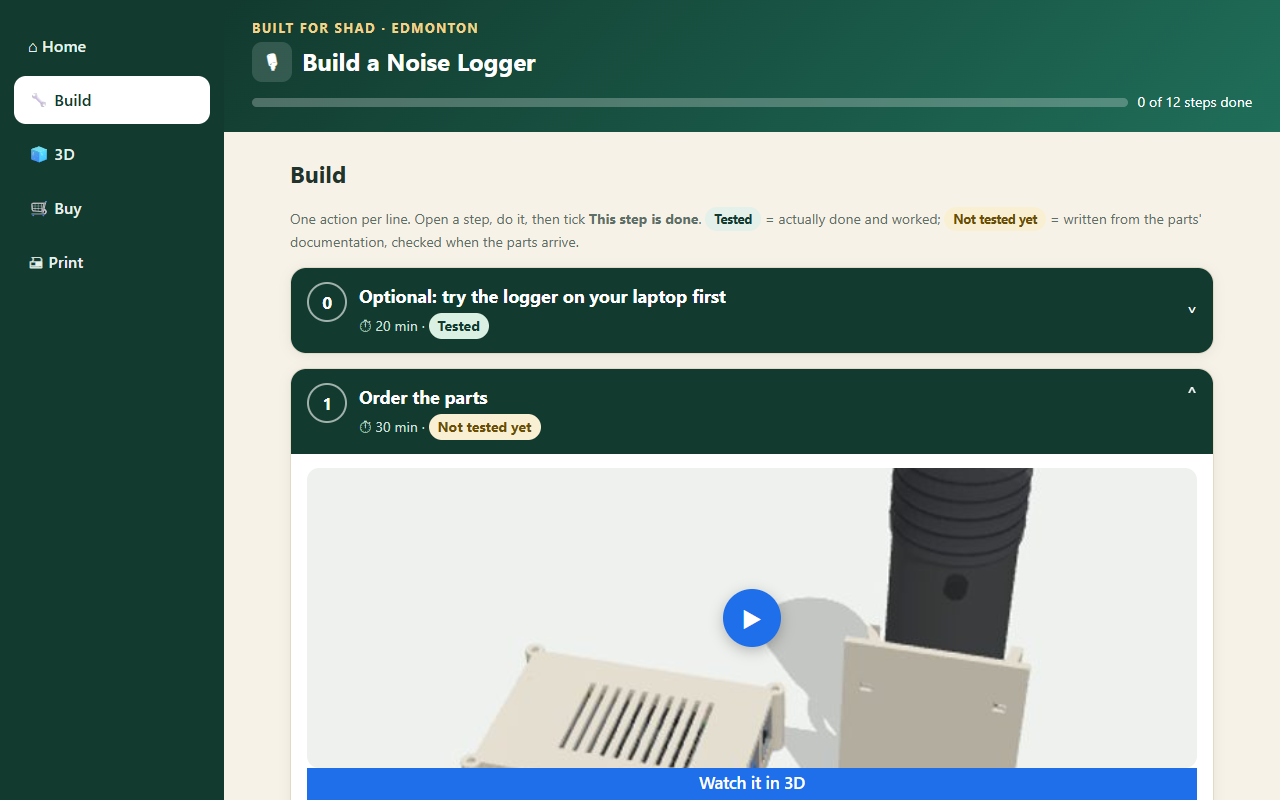 Home
Build
3D
Buy
Print
BUILT FOR SHAD · EDMONTON
Build a Noise Logger
0 of 12 steps done
Build
One action per line. Open a step, do it, then tick This step is done. Tested = actually done and worked; Not tested yet = written from the parts'
documentation, checked when the parts arrive.
0
Optional: try the logger on your laptop first
20 min · Tested
1
Order the parts
30 min · Not tested yet
Watch it in 3D